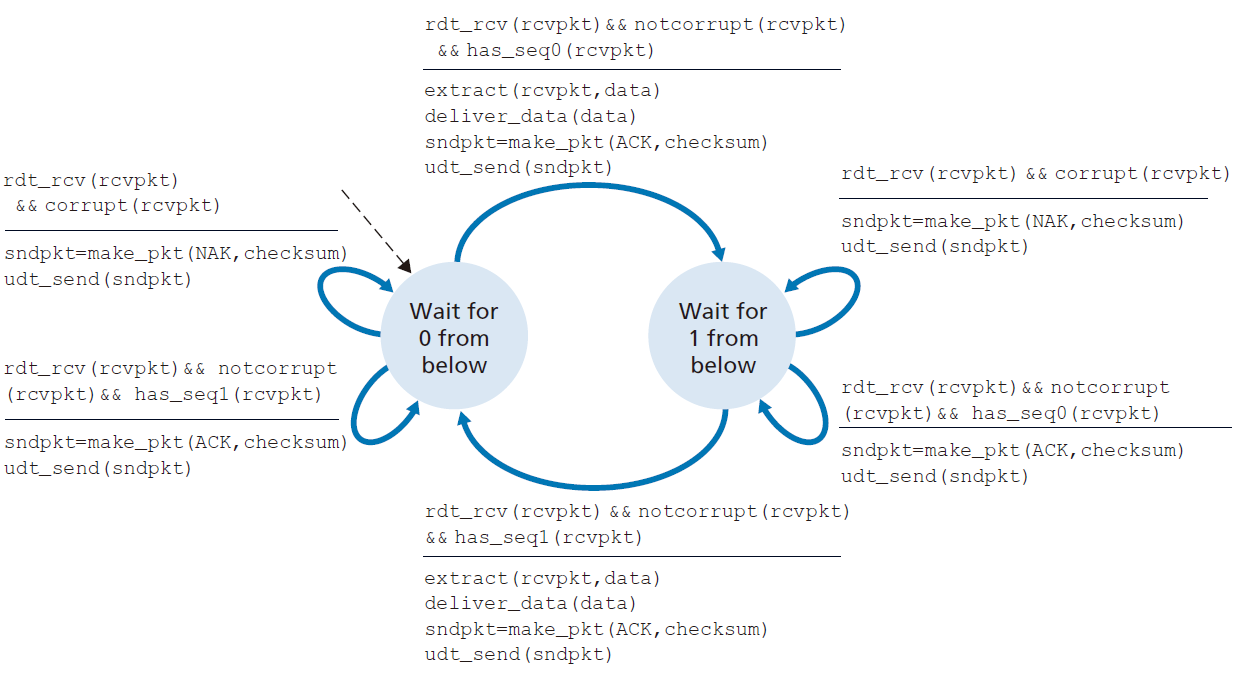 rdt_rcv(rcvpkt) && notcorrupt(rcvpkt)
&& has_seq0(rcvpkt)
extract(rcvpkt,data)
deliver_data(data)
sndpkt=make_pkt(ACK,checksum)
udt_send(sndpkt)
rdt_rcv(rcvpkt)
&& corrupt(rcvpkt)
sndpkt=make_pkt(NAK,checksum)
udt_send(sndpkt)
rdt_rcv(rcvpkt) && corrupt(rcvpkt)
sndpkt=make_pkt(NAK,checksum)
udt_send(sndpkt)
Wait for
0 from
below
Wait for
1 from
below
rdt_rcv(rcvpkt) && notcorrupt
(rcvpkt) && has_seq1(rcvpkt)
sndpkt=make_pkt(ACK,checksum)
udt_send(sndpkt)
rdt_rcv(rcvpkt) && notcorrupt
(rcvpkt) && has_seq0(rcvpkt)
sndpkt=make_pkt(ACK,checksum)
udt_send(sndpkt)
rdt_rcv(rcvpkt) && notcorrupt(rcvpkt)
&& has_seq1(rcvpkt)
extract(rcvpkt,data)
deliver_data(data)
sndpkt=make_pkt(ACK,checksum)
udt_send(sndpkt)